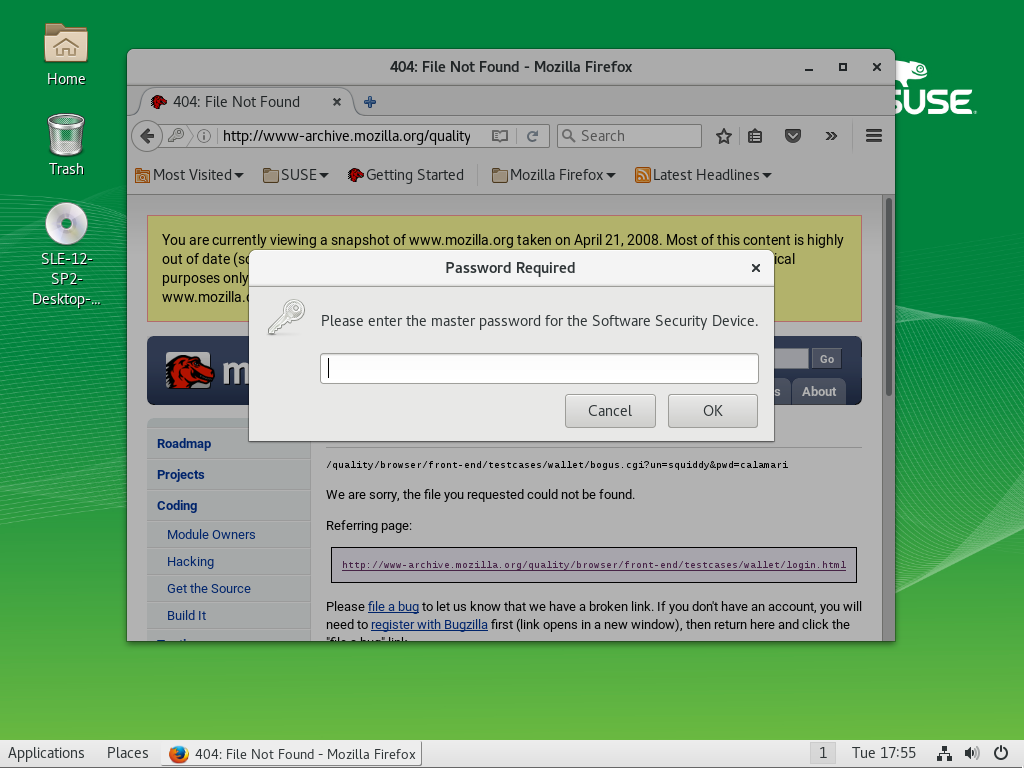 Home
Trash
SLE-12-
SP2-
Desktop-...
SUSE
404: File Not Found - Mozilla Firefox
404: File Not Found
http://www-archive.mozilla.org/quality
Search
Most Visited
SUSE
Getting Started
Mozilla Firefox
Latest Headlines
You are currently viewing a snapshot of www.mozilla.org taken on April 21, 2008. Most of this content is highly
out of date
purposes only
www.mozilla.
Password Required
Please enter the master password for the Software Security Device.
Cancel
OK
m
Go
s
About
Roadmap
Projects
Coding
Module Owners
Hacking
Get the Source
Build It
/quality/browser/front-end/testcases/wallet/bogus.cgi?un=squiddy&pwd=calamari
We are sorry, the file you requested could not be found.
Referring page:
http://www-archive.mozilla.org/quality/browser/front-end/testcases/wallet/login.html
Please file a bug to let us know that we have a broken link. If you don't have an account, you will
need to register with Bugzilla first (link opens in a new window), then return here and click the
"file a bug" link
Applications
Places
404: File Not Found - Mozilla Firefox
1
Tue 17:55